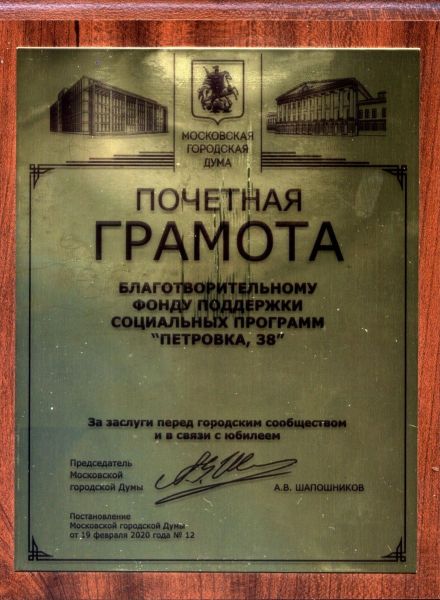 МОСКОВСКАЯ
ГОРОДСКАЯ
ДУМА
ПОЧЕТНАЯ
ГРАМОТА
БЛАГОТВОРИТЕЛЬНОМУ
ФОНДУ ПОДДЕРЖКИ
СОЦИАЛЬНЫХ ПРОГРАММ
"ПЕТРОВКА, 38"
За заслуги перед городским сообществом
и в связи с юбилеем
Председатель
Московской
городской Думы
А.В. ШАПОШНИКОВ
Постановление
Московской городской Думы
от 19 февраля 2020 года № 12